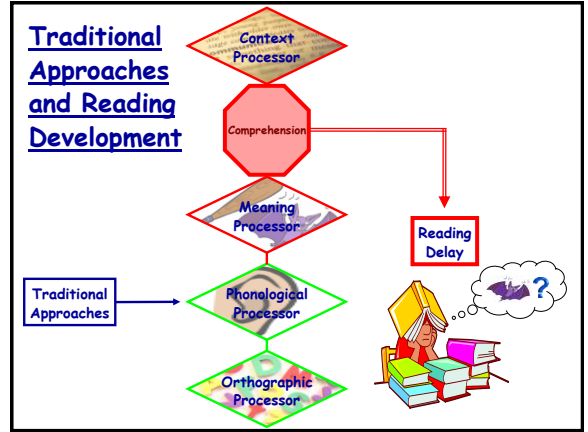 Traditional
Approaches
and Reading
Development
Context
Processor
Comprehension
Meaning
Processor
Reading
Delay
Traditional
Approaches
Phonological
Processor
?
Orthographic
Processor